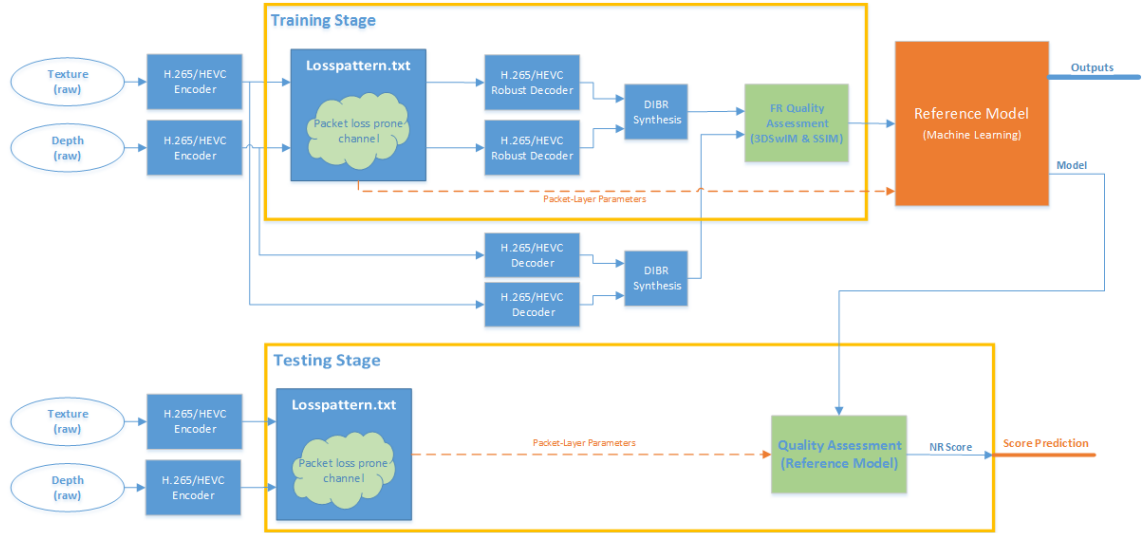 Training Stage
Texture
(raw)
H.265/HEVC
Encoder
Losspattern.txt
Packet loss prone
channel
H.265/HEVC
Robust Decoder
DIBR
Synthesis
FR Quality
Assessment
(3DSwIM & SSIM)
Reference Model
(Machine Learning)
Outputs
Depth
(raw)
H.265/HEVC
Encoder
H.265/HEVC
Robust Decoder
Model
Packet-Layer Parameters
H.265/HEVC
Decoder
DIBR
Synthesis
H.265/HEVC
Decoder
Testing Stage
Texture
(raw)
H.265/HEVC
Encoder
Losspattern.txt
Packet loss prone
channel
Packet-Layer Parameters
Quality Assessment
(Reference Model)
NR Score
Score Prediction
Depth
(raw)
H.265/HEVC
Encoder